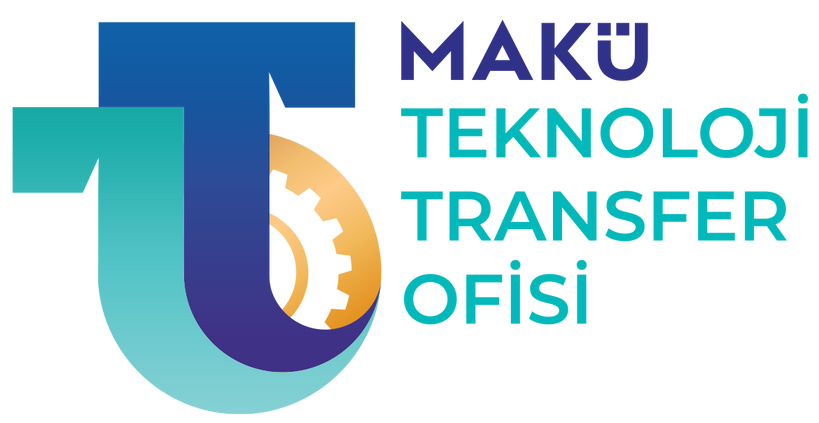 MAKÜ
TEKNOLOJİ
TRANSFER
OFİSİ